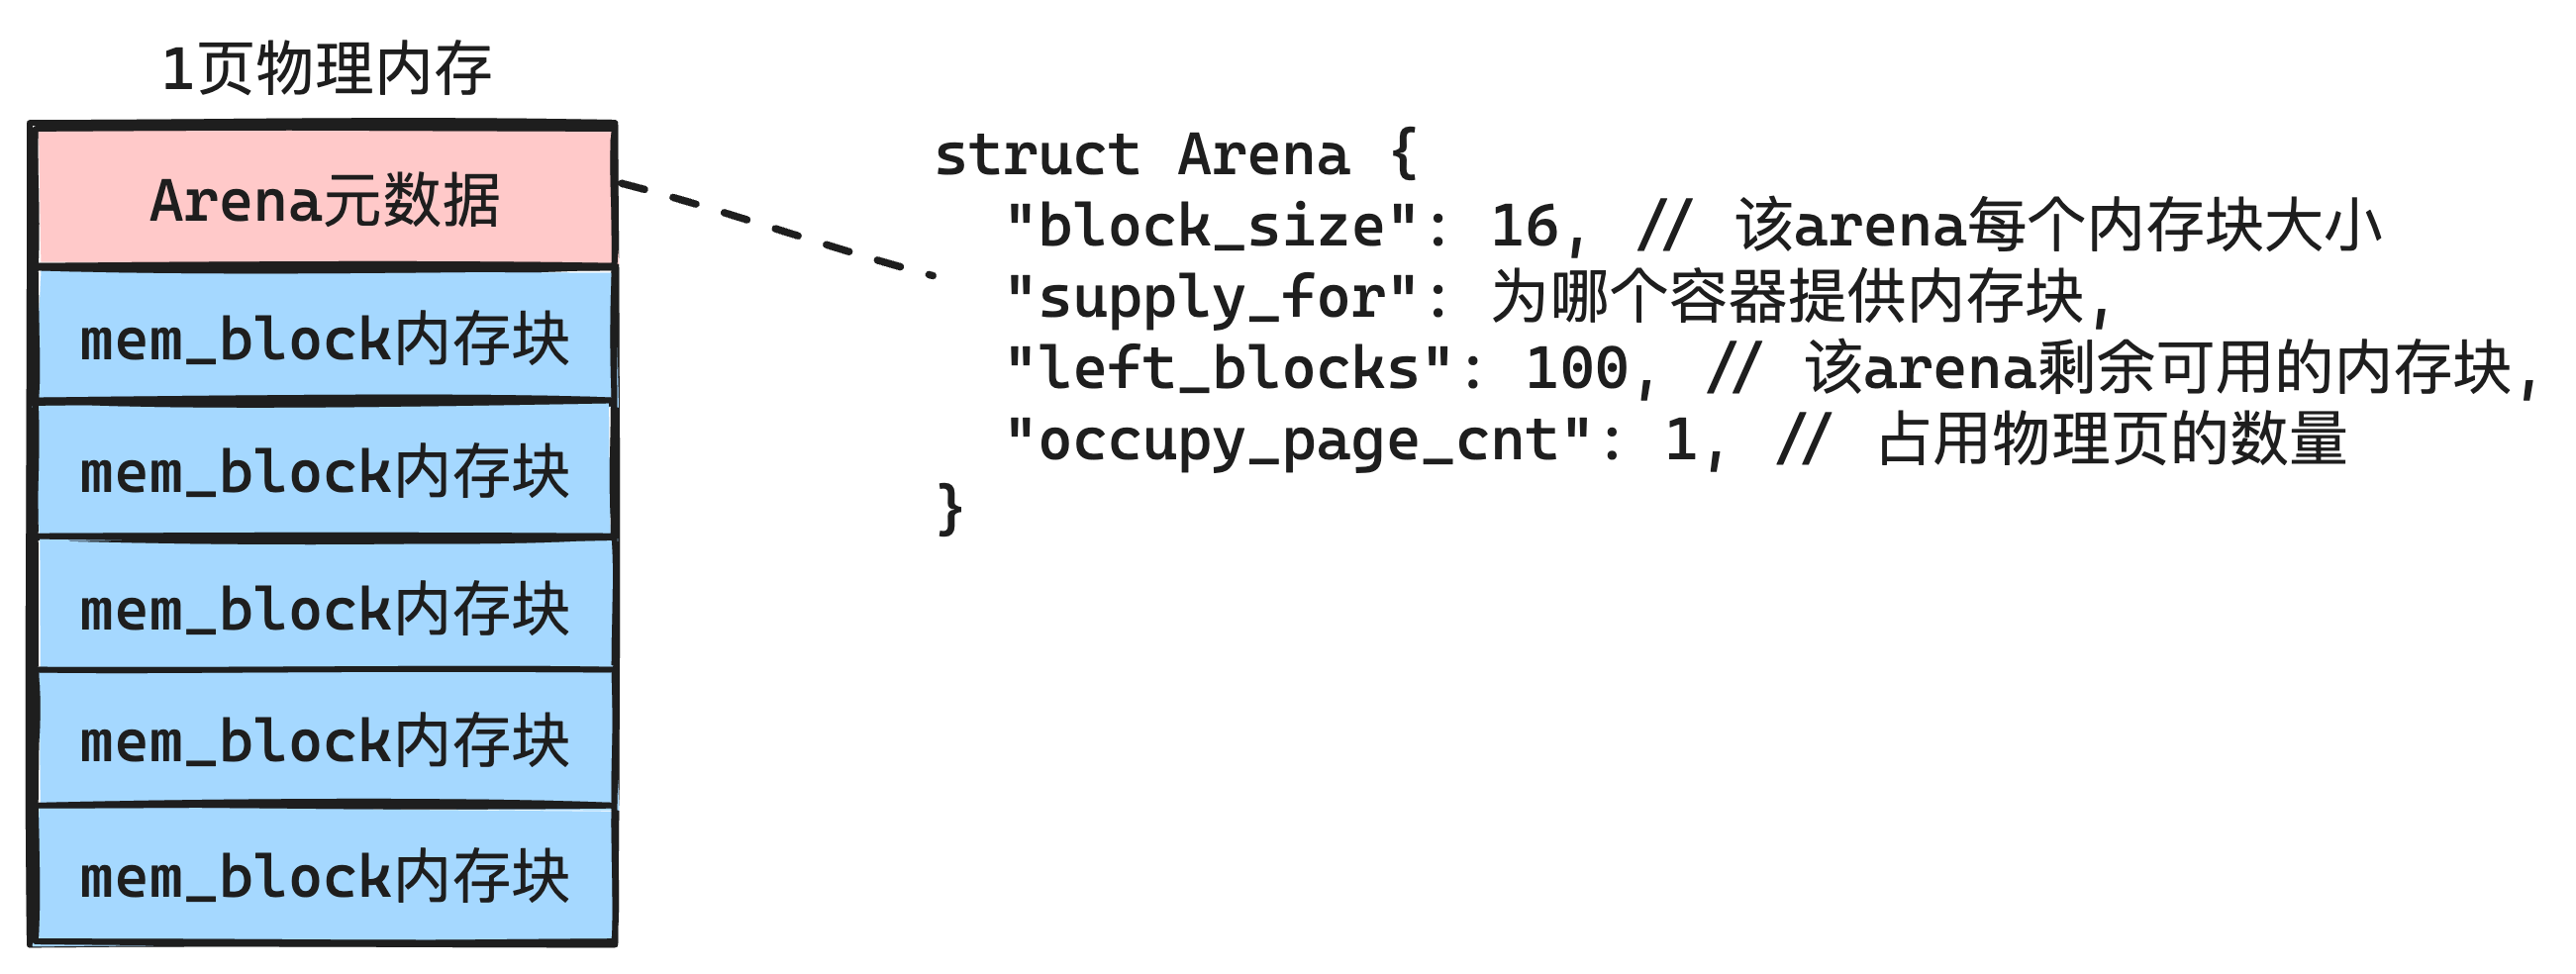 1页物理内存
Arena元数据
mem_block内存块
mem_block内存块
mem_block内存块
mem_block内存块
mem_block内存块
struct Arena {
"block_size": 16, // 该arena每个内存块大小
"supply_for": 为哪个容器提供内存块,
"left_blocks": 100, // 该arena剩余可用的内存块,
"occupy_page_cnt": 1, // 占用物理页的数量
}